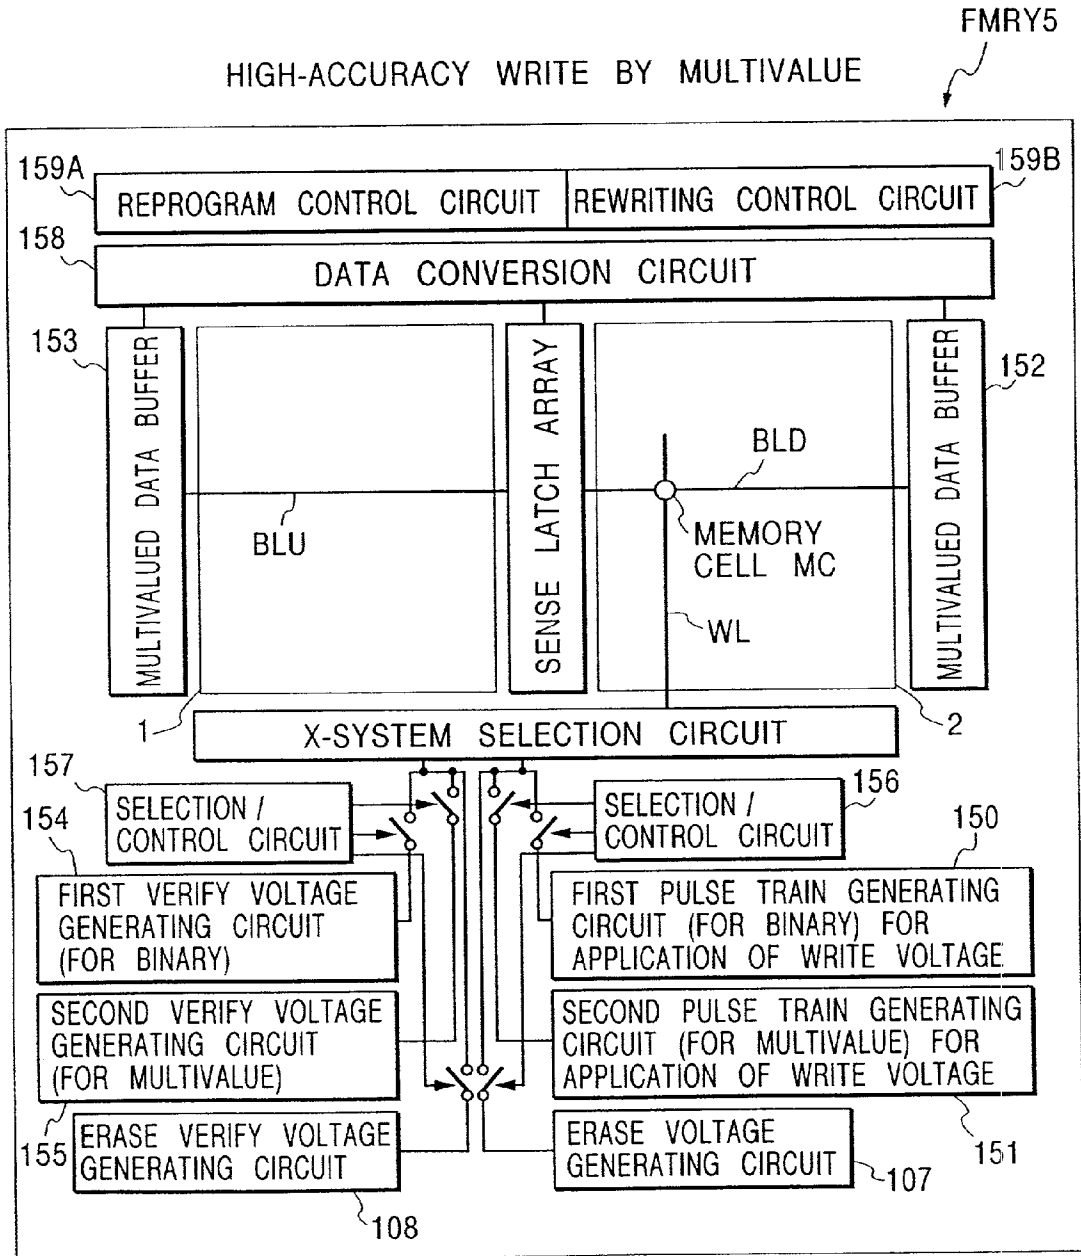 FMRY5
HIGH-ACCURACY WRITE BY MULTIVALUE
159A
159B
REPROGRAM CONTROL CIRCUIT
REWRITING CONTROL CIRCUIT
158
DATA CONVERSION CIRCUIT
153
MULTIVALUED DATA BUFFER
SENSE LATCH ARRAY
MULTIVALUED DATA BUFFER
152
BLU
BLD
MEMORY
CELL MC
WL
1
2
X-SYSTEM SELECTION CIRCUIT
157
SELECTION /
CONTROL CIRCUIT
156
SELECTION /
CONTROL CIRCUIT
154
FIRST VERIFY VOLTAGE
GENERATING CIRCUIT
(FOR BINARY)
150
FIRST PULSE TRAIN GENERATING
CIRCUIT (FOR BINARY) FOR
APPLICATION OF WRITE VOLTAGE
SECOND VERIFY VOLTAGE
GENERATING CIRCUIT
(FOR MULTIVALUE)
155
SECOND PULSE TRAIN GENERATING
CIRCUIT (FOR MULTIVALUE) FOR
APPLICATION OF WRITE VOLTAGE
151
ERASE VERIFY VOLTAGE
GENERATING CIRCUIT
108
ERASE VOLTAGE
GENERATING CIRCUIT
107